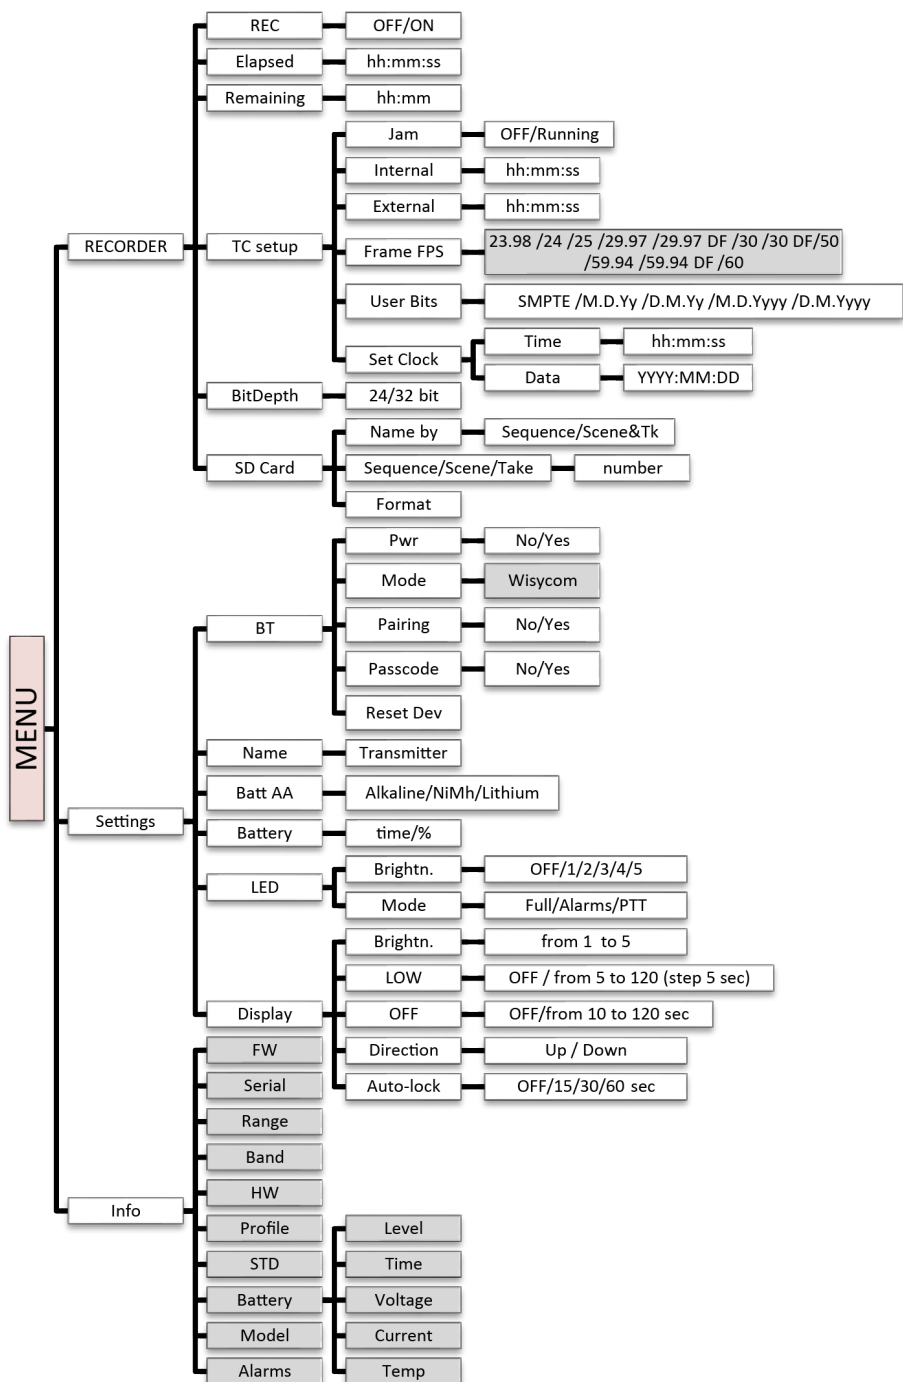 REC
OFF/ON
Elapsed
hh:mm:ss
Remaining
hh:mm
Jam
OFF/Running
Internal
hh:mm:ss
External
hh:mm:ss
RECORDER
TC setup
Frame FPS
23.98 /24 /25 /29.97 /29.97 DF /30 /30 DF/50
/59.94 /59.94 DF /60
User Bits
SMPTE /M.D.Yy /D.M.Yy /M.D.Yyyy /D.M.Yyyy
Set Clock
Time
hh:mm:ss
Data
YYYY:MM:DD
BitDepth
24/32 bit
Name by
Sequence/Scene&Tk
SD Card
Sequence/Scene/Take
number
Format
MENU
Pwr
No/Yes
Mode
Wisycom
BT
Pairing
No/Yes
Passcode
No/Yes
Reset Dev
Name
Transmitter
Batt AA
Alkaline/NiMh/Lithium
Settings
Battery
time/%
LED
Brightn.
OFF/1/2/3/4/5
Mode
Full/Alarms/PTT
Brightn.
from 1 to 5
LOW
OFF / from 5 to 120 (step 5 sec)
Display
OFF
OFF/from 10 to 120 sec
Direction
Up / Down
Auto-lock
OFF/15/30/60 sec
FW
Serial
Range
Band
HW
Info
Profile
Level
STD
Time
Battery
Voltage
Model
Current
Alarms
Temp